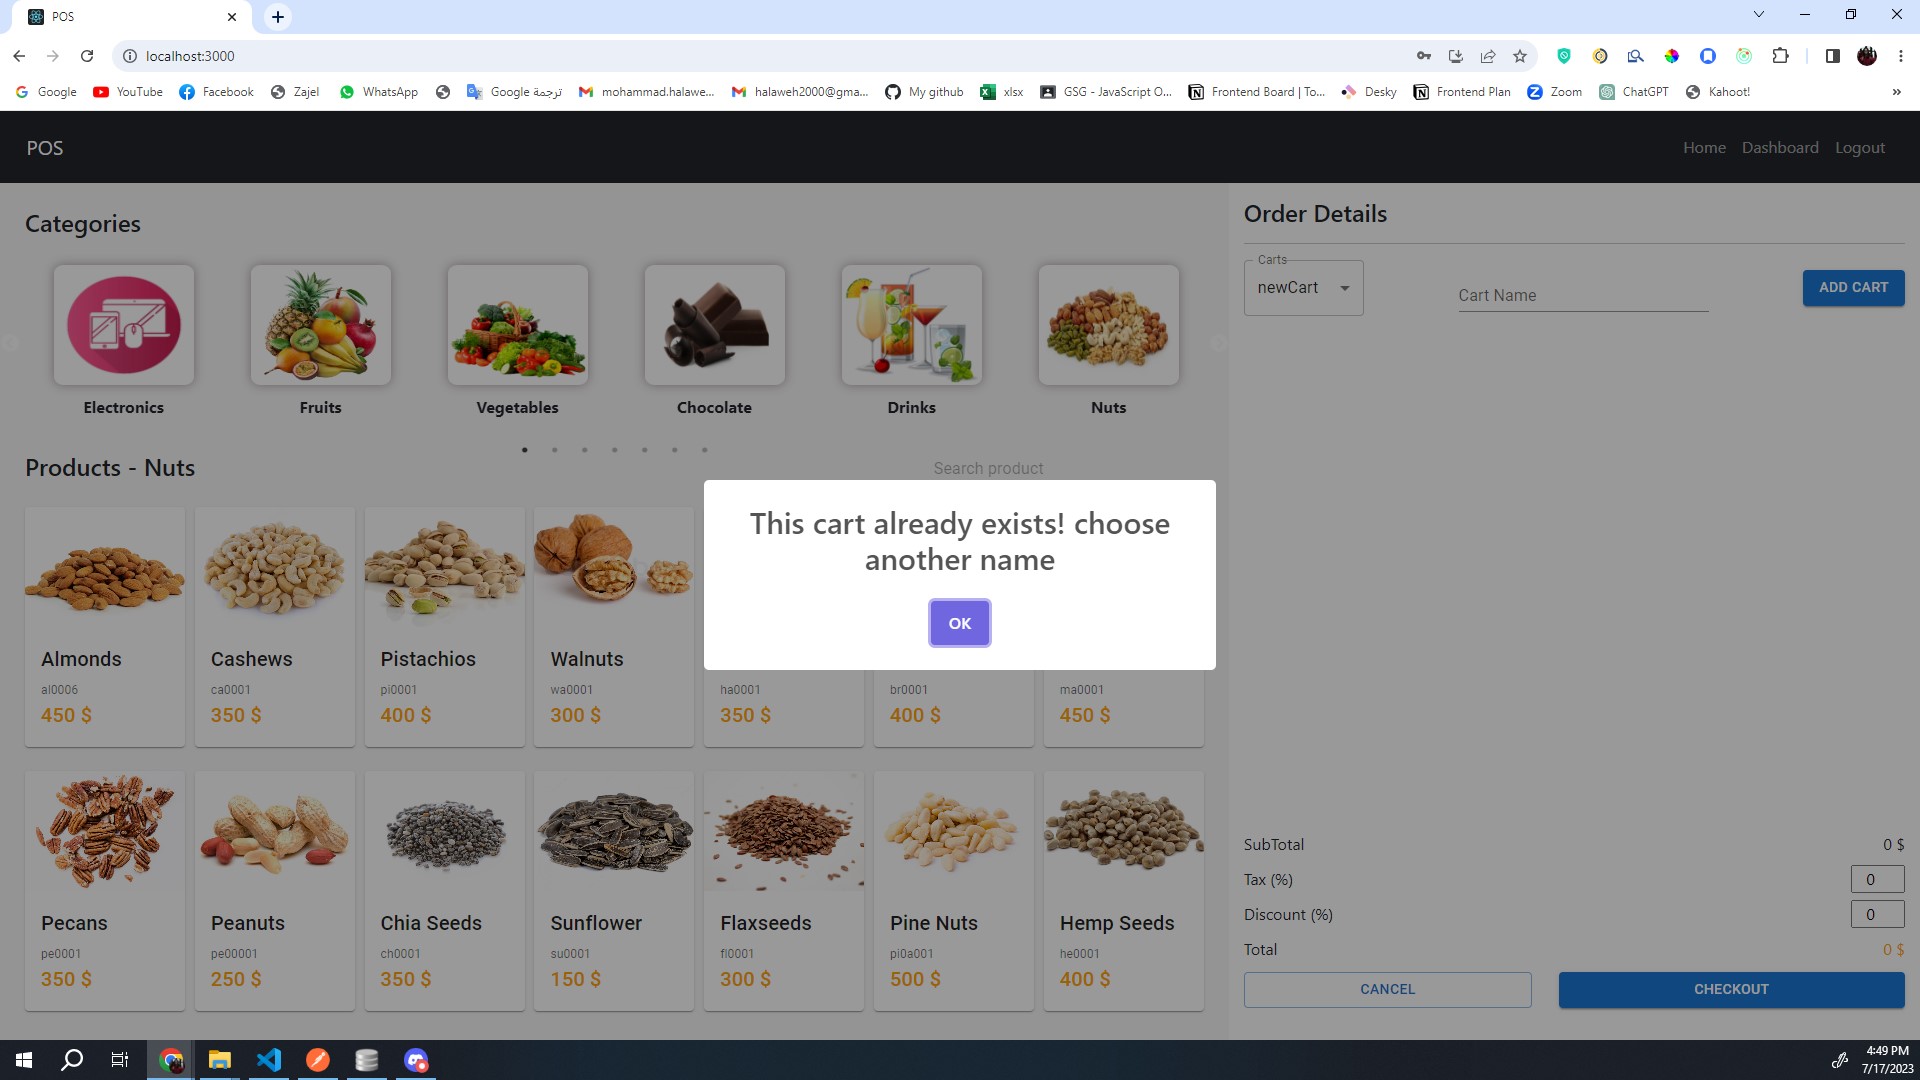 POS
localhost:3000
Google
YouTube
Facebook
Zajel
WhatsApp
Google ترجمة
mohammad.halawe...
halaweh2000@gma...
My github
xlsx
GSG - JavaScript O...
Frontend Board | To...
Desky
Frontend Plan
Zoom
ChatGPT
Kahoot!
»
POS
Home
Dashboard
Logout
Categories
Electronics
Fruits
Vegetables
Chocolate
Drinks
Nuts
Products - Nuts
Search product
Almonds
al0006
450 $
Cashews
ca0001
350 $
Pistachios
pi0001
400 $
Walnuts
wa0001
300 $
ha0001
350 $
br0001
400 $
ma0001
450 $
Pecans
pe0001
350 $
Peanuts
pe00001
250 $
Chia Seeds
ch0001
350 $
Sunflower
su0001
150 $
Flaxseeds
fl0001
300 $
Pine Nuts
pi0a001
500 $
Hemp Seeds
he0001
400 $
This cart already exists! choose
another name
OK
Order Details
Carts
newCart
Cart Name
ADD CART
SubTotal
0 $
Tax (%)
0
Discount (%)
0
Total
0 $
CANCEL
CHECKOUT
4:49 PM
7/17/2023